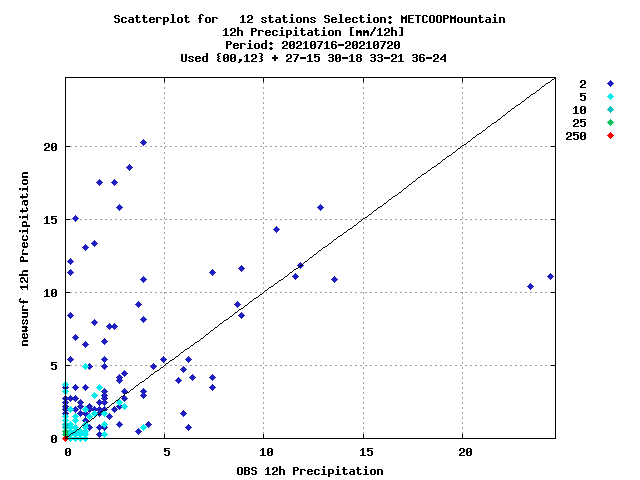 Scatterplot for   12 stations Selection: METCOOPMountain
12h Precipitation [mm/12h]
Period: 20210716-20210720
Used {00,12} + 27-15 30-18 33-21 36-24
2
5
10
25
250
20
15
10
5
0
newsurf 12h Precipitation
0 5 10 15 20
OBS 12h Precipitation